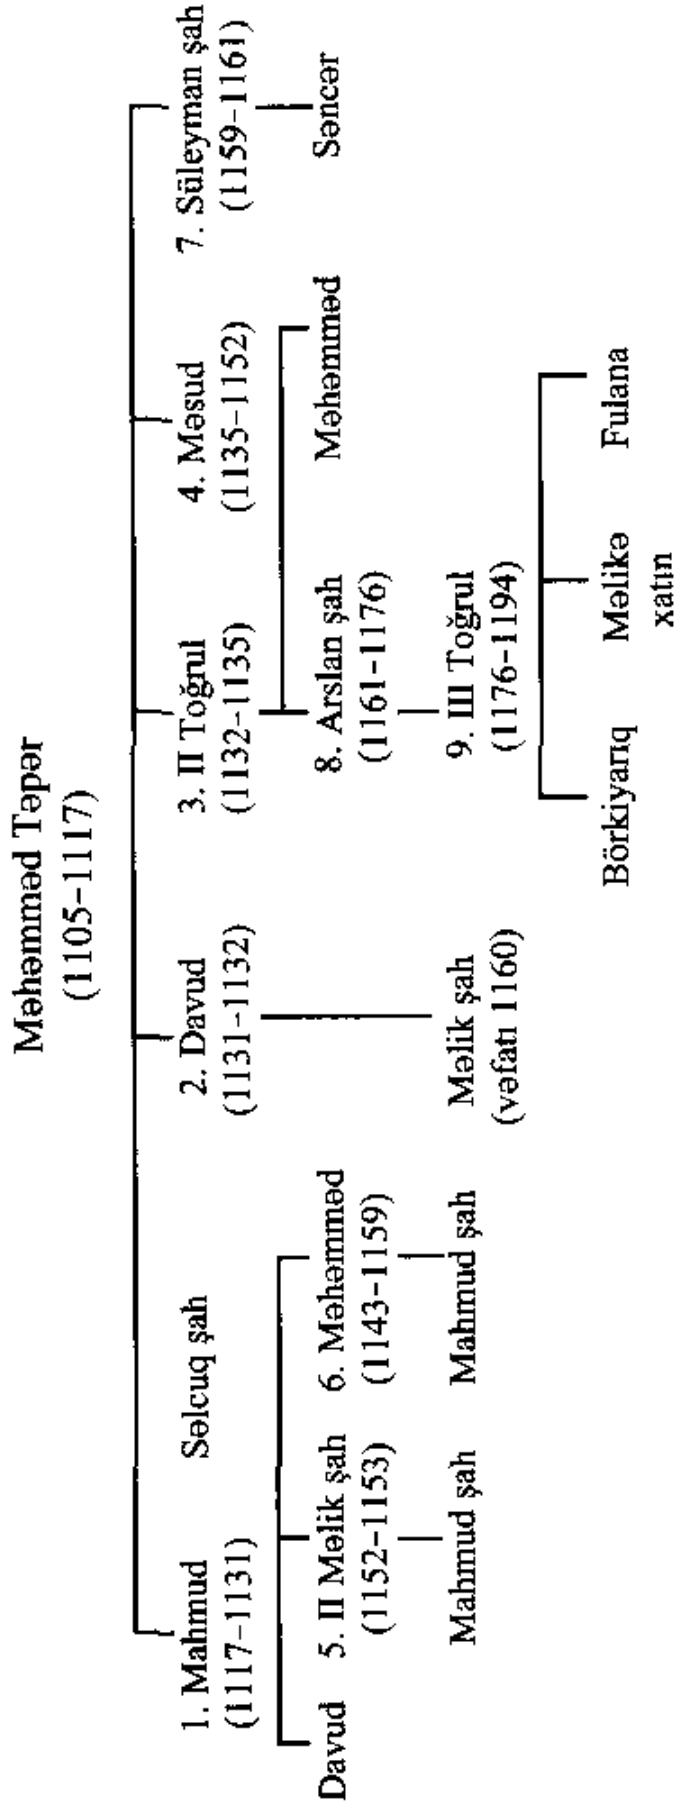 Məhəmməd Təpər
(1105–1117)
1. Mahmud
(1117–1131)
Səlcuq şah
2. Davud
(1131–1132)
3. II Toğrul
(1132–1135)
4. Məsud
(1135–1152)
7. Süleyman şah
(1159–1161)
Davud
5. II Məlik şah
(1152–1153)
6. Məhəmməd
(1143–1159)
8. Arslan şah
(1161–1176)
Məhəmməd
Səncər
Mahmud şah
Mahmud şah
Məlik şah
(vəfatı 1160)
9. III Toğrul
(1176–1194)
Börkiyarıq
Məlikə
xatın
Fulana